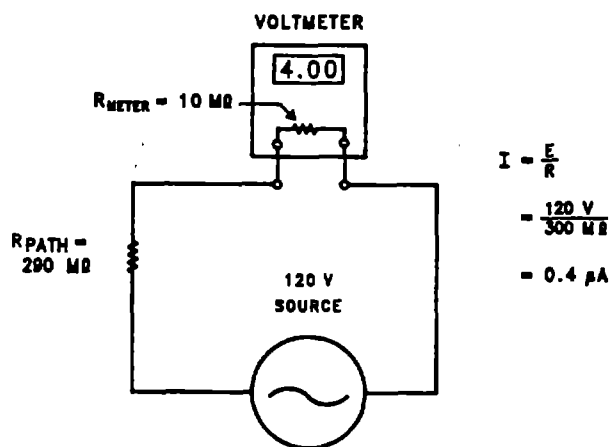 VOLTMETER
4.00
RMETER = 10 MΩ
I = E/R
= 120 V / 300 MΩ
= 0.4 µA
RPATH =
290 MΩ
120 V
SOURCE